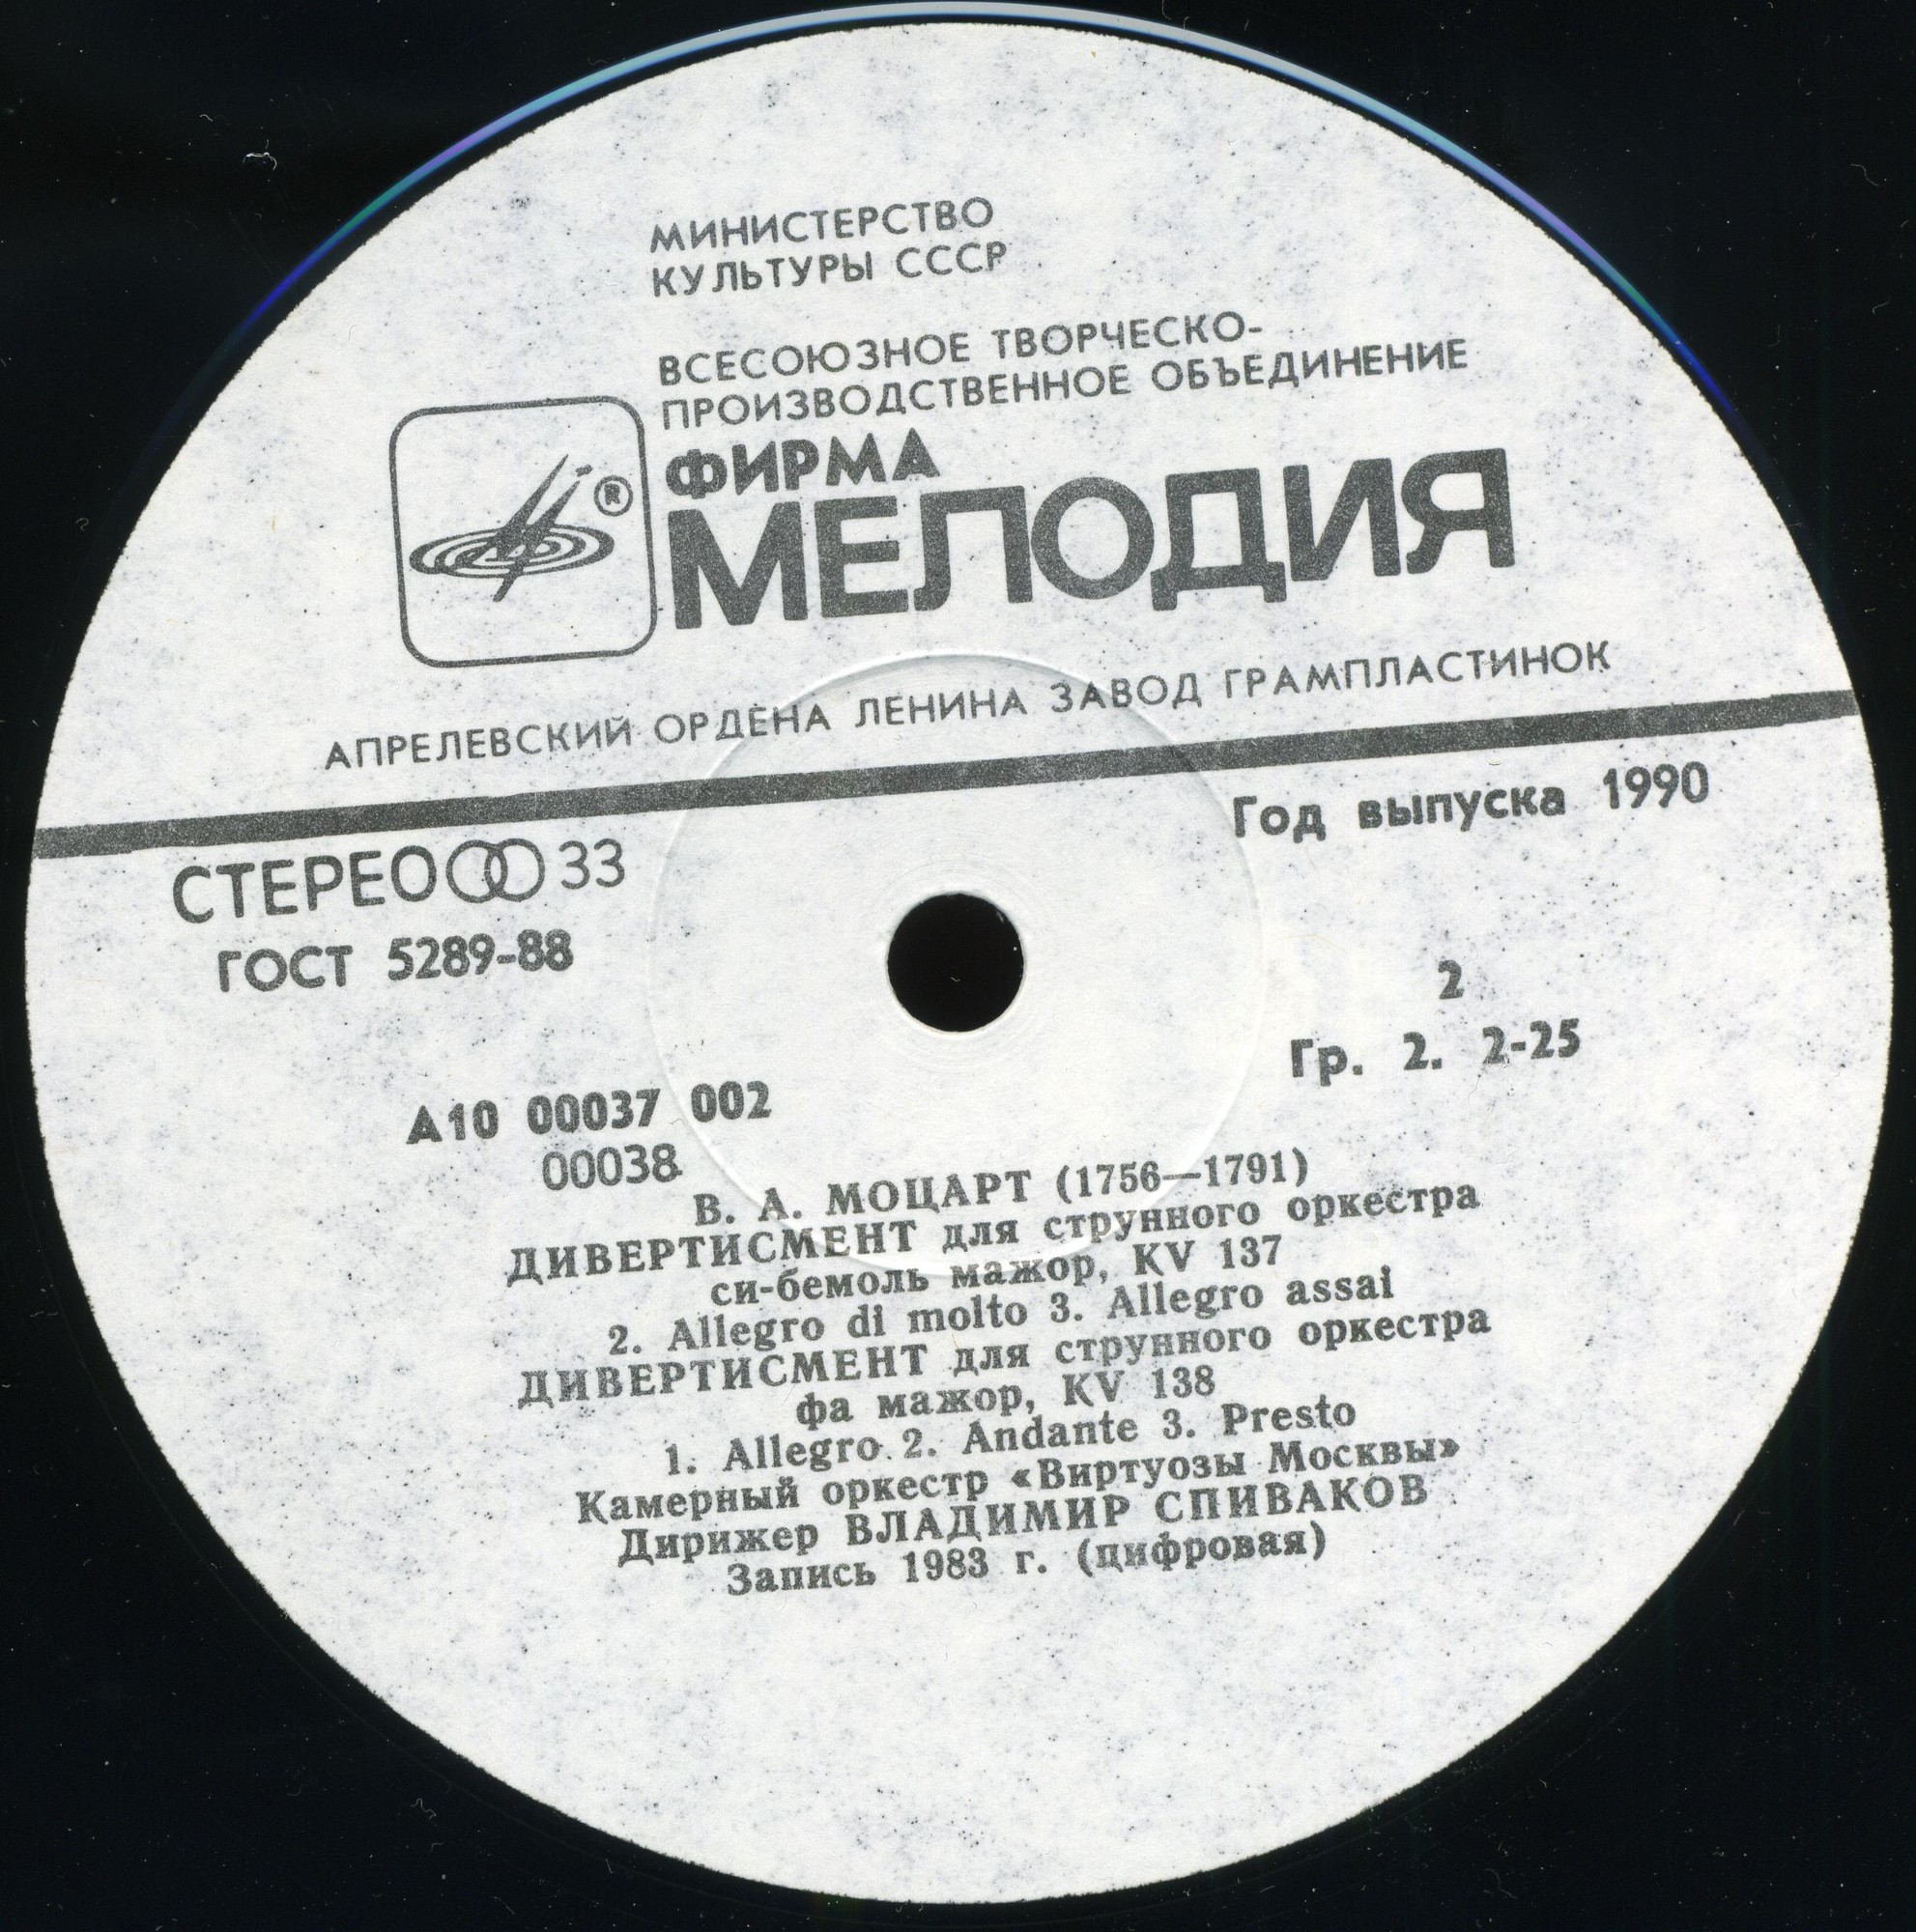 МИНИСТЕРСТВО
КУЛЬТУРЫ СССР
ВСЕСОЮЗНОЕ ТВОРЧЕСКО-
ПРОИЗВОДСТВЕННОЕ ОБЪЕДИНЕНИЕ
ФИРМА
®
МЕЛОДИЯ
АПРЕЛЕВСКИЙ ОРДЕНА ЛЕНИНА ЗАВОД ГРАМПЛАСТИНОК
Год выпуска 1990
СТЕРЕО 33
ГОСТ 5289-88
2
Гр. 2. 2-25
А10 00037 002
00038
В. А. МОЦАРТ (1756—1791)
ДИВЕРТИСМЕНТ для струнного оркестра
си-бемоль мажор, KV 137
2. Allegro di molto 3. Allegro assai
ДИВЕРТИСМЕНТ для струнного оркестра
фа мажор, KV 138
1. Allegro 2. Andante 3. Presto
Камерный оркестр «Виртуозы Москвы»
Дирижер ВЛАДИМИР СПИВАКОВ
Запись 1983 г. (цифровая)